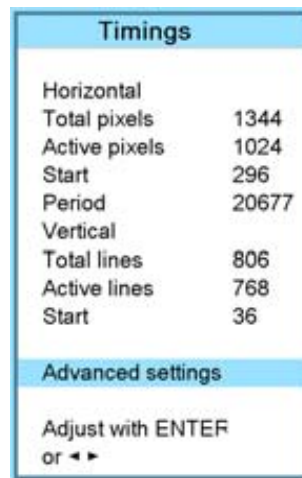 Timings
Horizontal
Total pixels 1344
Active pixels 1024
Start 296
Period 20677
Vertical
Total lines 806
Active lines 768
Start 36
Advanced settings
Adjust with ENTER
or ◄ ►